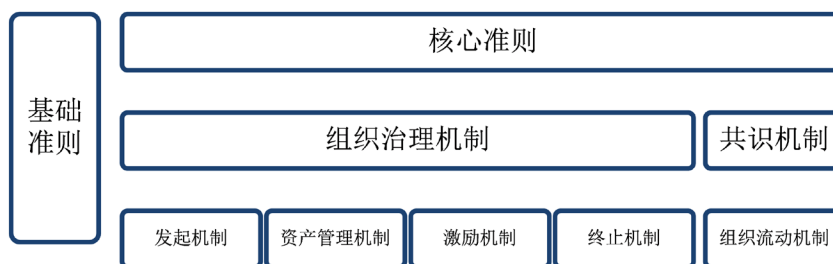 核心准则
基础
准则
组织治理机制
共识机制
发起机制
资产管理机制
激励机制
终止机制
组织流动机制